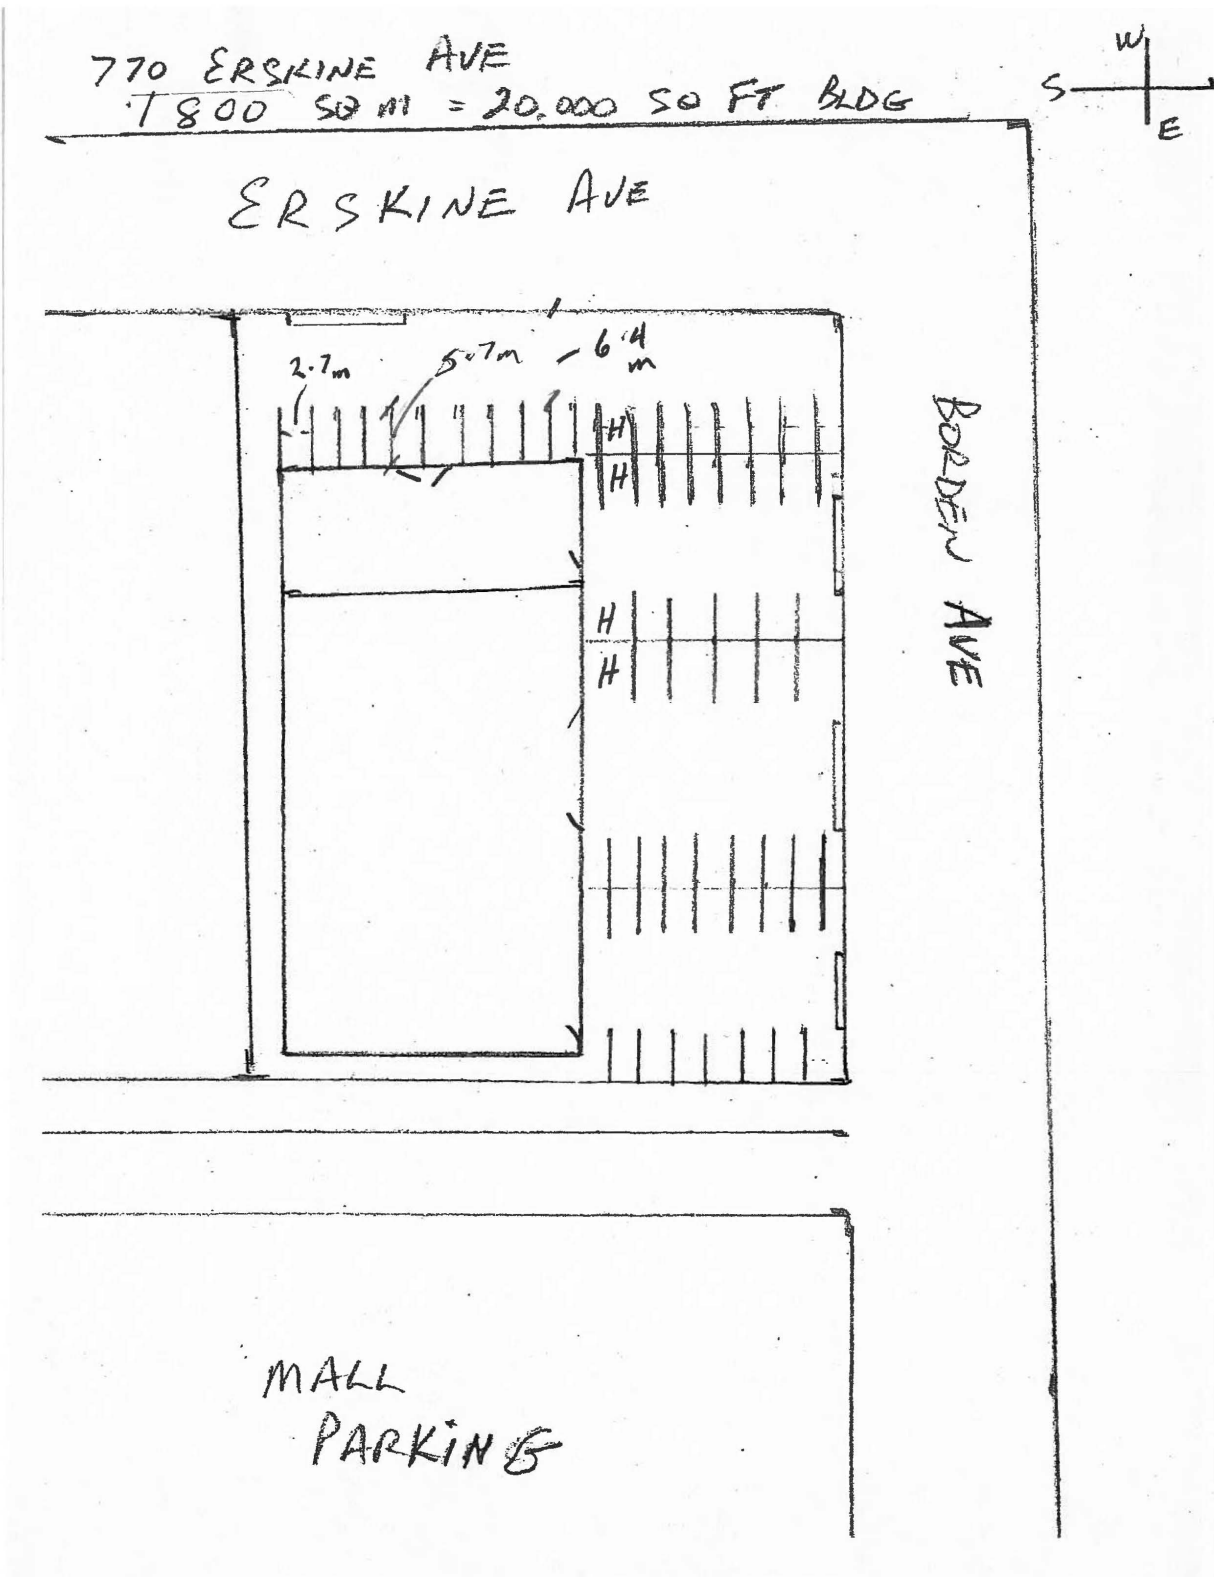 770 ERSKINE AVE
1800 SQ m = 20,000 SQ FT BLDG
W
S
E
ERSKINE AVE
2.7m
5.7m
6.4 m
H
H
H
H
BORDEN AVE
MALL
PARKING